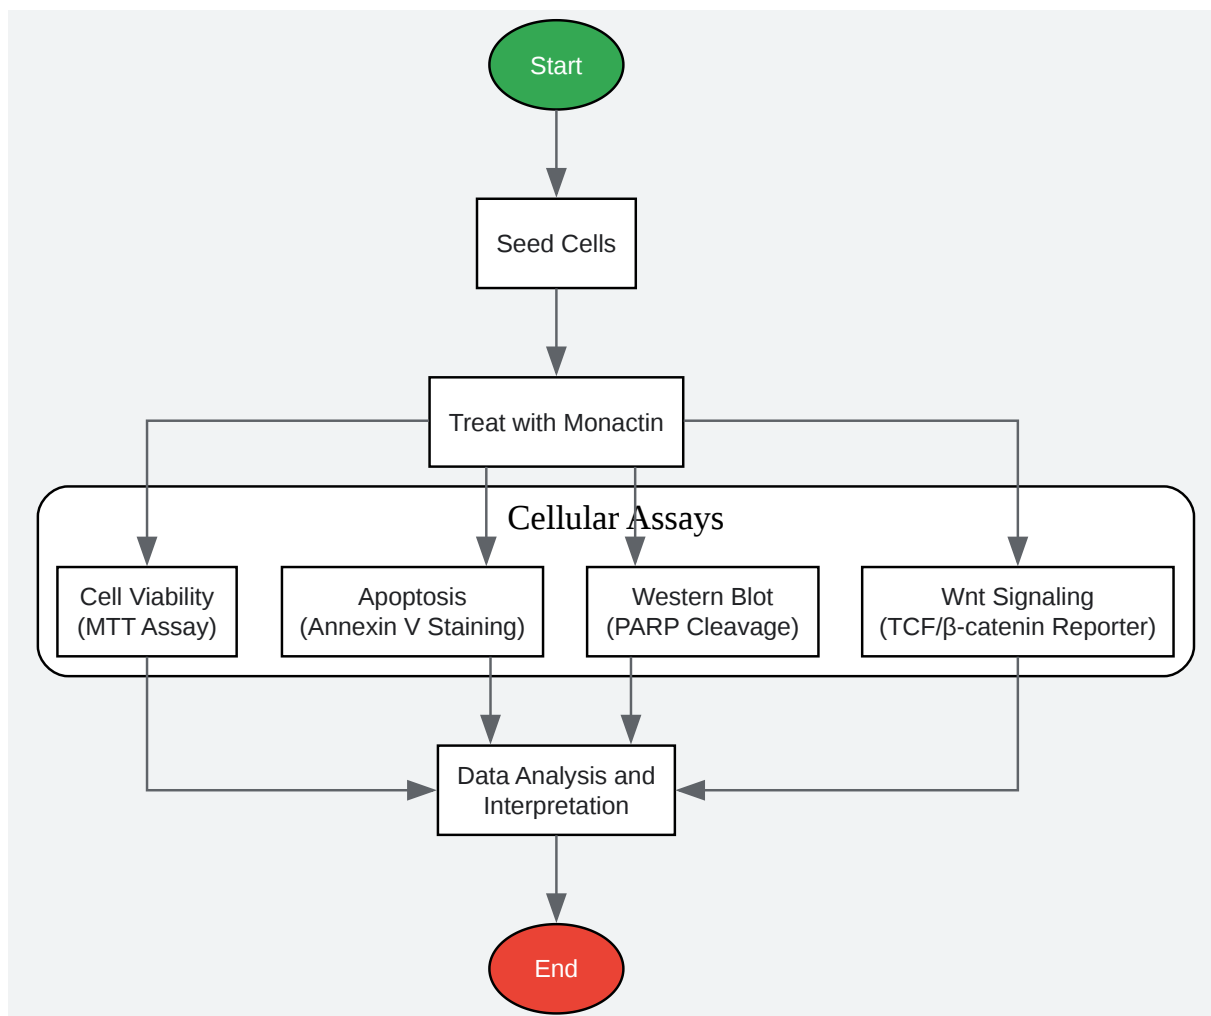 Start
Seed Cells
Treat with Monactin
Cellular Assays
Cell Viability
(MTT Assay)
Apoptosis
(Annexin V Staining)
Western Blot
(PARP Cleavage)
Wnt Signaling
(TCF/β-catenin Reporter)
Data Analysis and
Interpretation
End